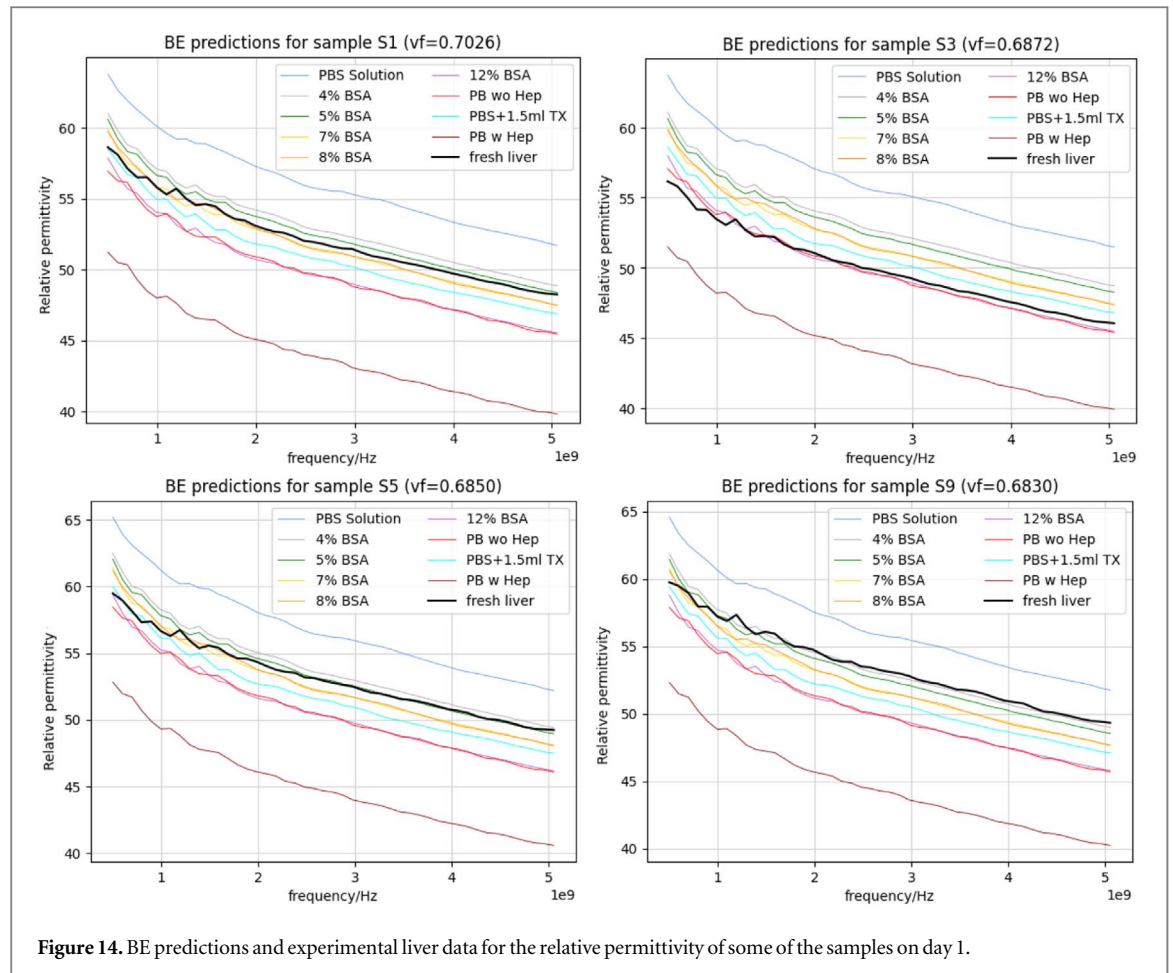 BE predictions for sample S1 (vf=0.7026)
PBS Solution
4% BSA
5% BSA
7% BSA
8% BSA
12% BSA
PB wo Hep
PBS+1.5ml TX
PB w Hep
fresh liver
Relative permittivity
60
55
50
45
40
1 2 3 4 5
1e9
frequency/Hz
BE predictions for sample S3 (vf=0.6872)
PBS Solution
4% BSA
5% BSA
7% BSA
8% BSA
12% BSA
PB wo Hep
PBS+1.5ml TX
PB w Hep
fresh liver
Relative permittivity
60
55
50
45
40
1 2 3 4 5
1e9
frequency/Hz
BE predictions for sample S5 (vf=0.6850)
PBS Solution
4% BSA
5% BSA
7% BSA
8% BSA
12% BSA
PB wo Hep
PBS+1.5ml TX
PB w Hep
fresh liver
Relative permittivity
65
60
55
50
45
40
1 2 3 4 5
1e9
frequency/Hz
BE predictions for sample S9 (vf=0.6830)
PBS Solution
4% BSA
5% BSA
7% BSA
8% BSA
12% BSA
PB wo Hep
PBS+1.5ml TX
PB w Hep
fresh liver
Relative permittivity
65
60
55
50
45
40
1 2 3 4 5
1e9
frequency/Hz
Figure 14. BE predictions and experimental liver data for the relative permittivity of some of the samples on day 1.